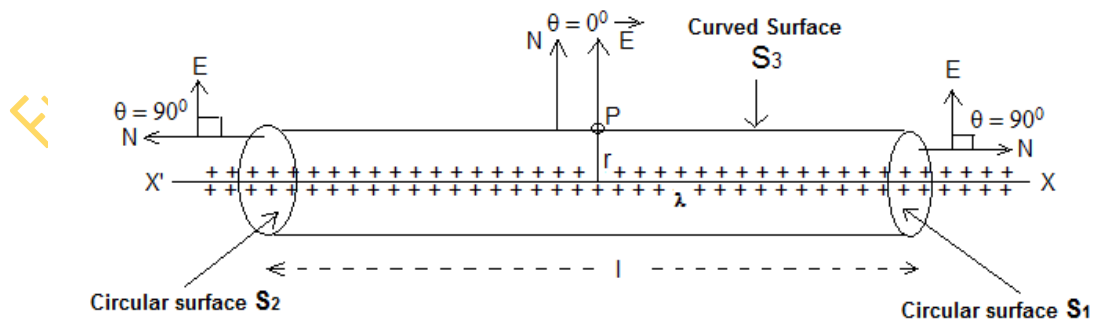 θ = 0⁰
Curved Surface
N E S3
E E
θ = 90⁰ P θ = 90⁰
N N
+ + + + + + + + + + + + + + + + + + + + r + + + + + + + + + + + + + + + + + + + + +
X' X
+ + + + + + + + + + + + + + + + + + + + + + + + + + + + + + + + + + + + + + + +
λ
l
Circular surface S2 Circular surface S1